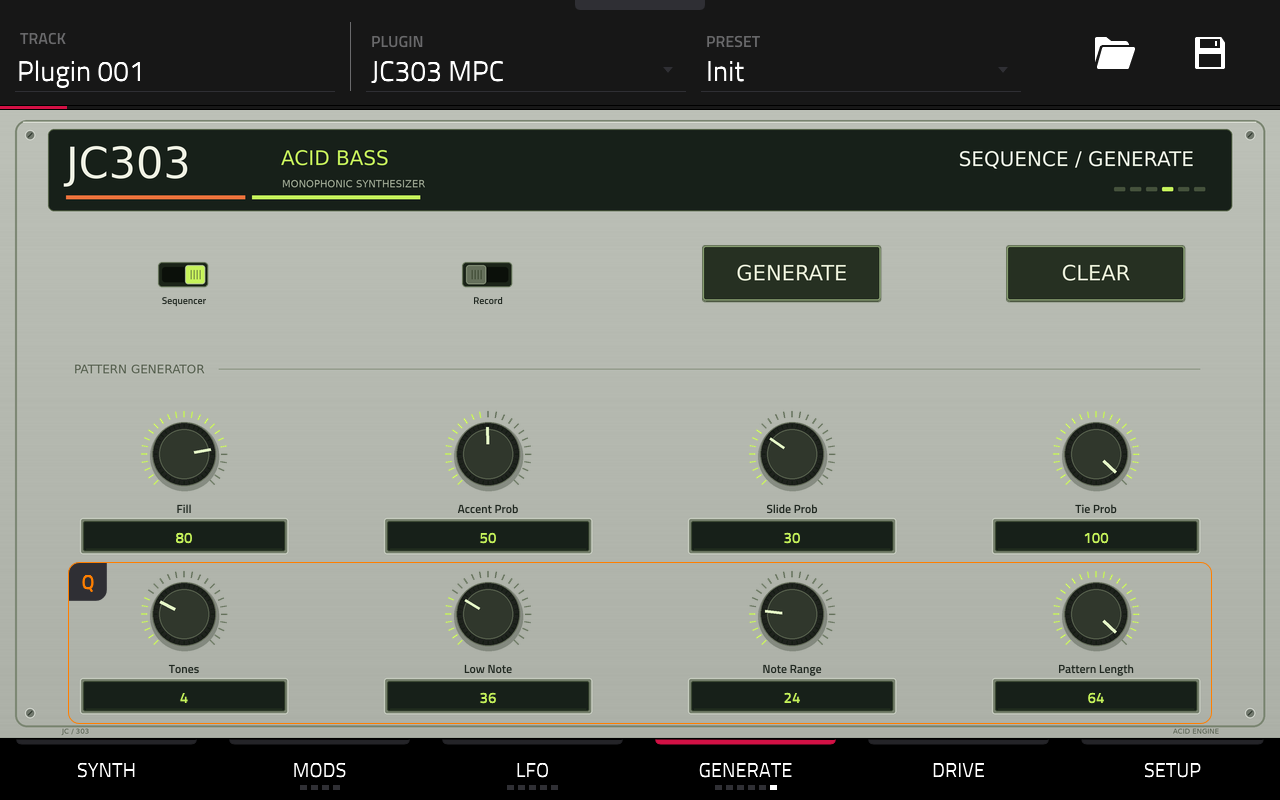 TRACK
Plugin 001
PLUGIN
JC303 MPC
PRESET
Init
JC303
ACID BASS
MONOPHONIC SYNTHESIZER
SEQUENCE / GENERATE
Sequencer
Record
GENERATE
CLEAR
PATTERN GENERATOR
Fill
Accent Prob
Slide Prob
Tie Prob
80
50
30
100
Q
Tones
Low Note
Note Range
Pattern Length
4
36
24
64
JC / 303
ACID ENGINE
SYNTH
MODS
LFO
GENERATE
DRIVE
SETUP